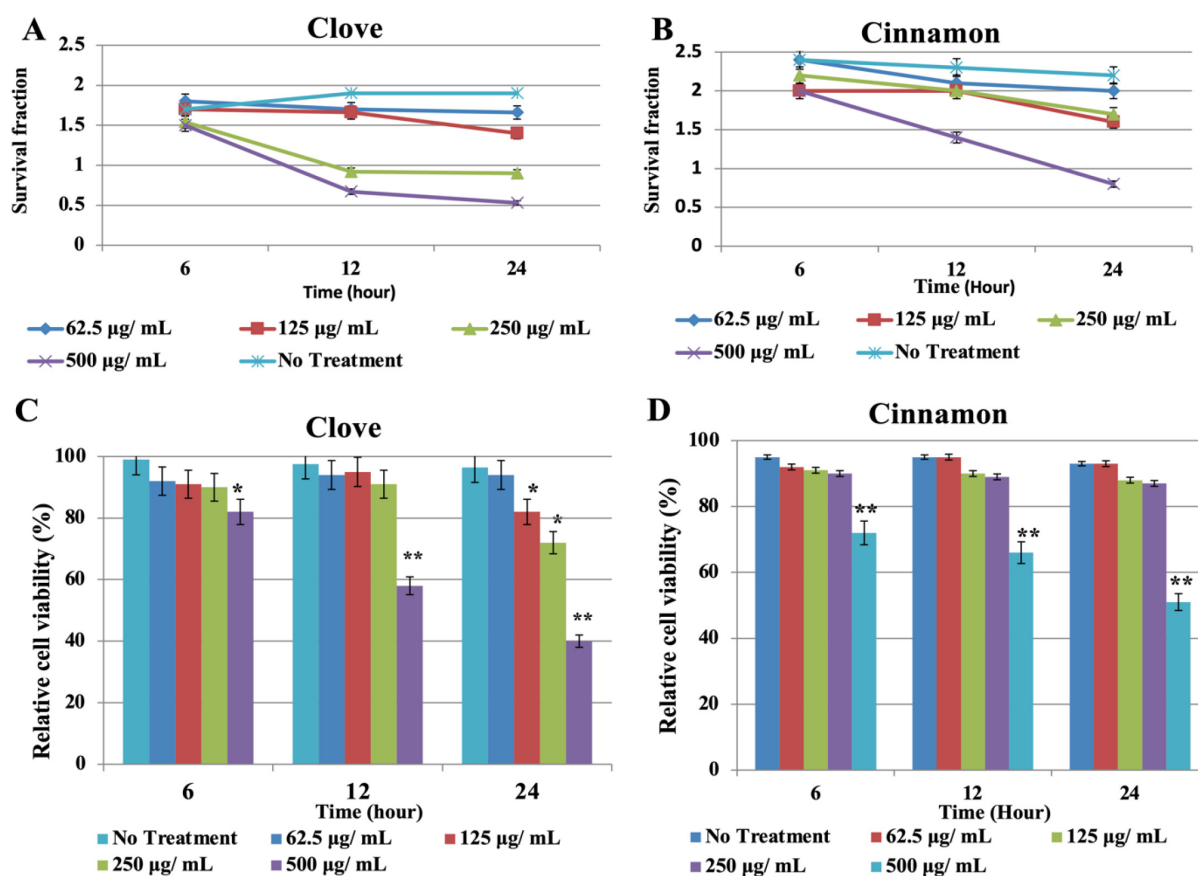 A
Clove
2.5
2
1.5
1
0.5
0
Survival fraction
6 12 24
Time (hour)
62.5 µg/ mL 125 µg/ mL 250 µg/ mL
500 µg/ mL No Treatment
B
Cinnamon
2.5
2
1.5
1
0.5
0
Survival fraction
6 12 24
Time (Hour)
62.5 µg/ mL 125 µg/ mL 250 µg/ mL
500 µg/ mL No Treatment
C
Clove
100
80
60
40
20
0
Relative cell viability (%)
* ** * * **
6 12 24
Time (hour)
No Treatment 62.5 µg/ mL 125 µg/ mL
250 µg/ mL 500 µg/ mL
D
Cinnamon
100
80
60
40
20
0
Relative cell viability (%)
** ** **
6 12 24
Time (Hour)
No Treatment 62.5 µg/ mL 125 µg/ mL
250 µg/ mL 500 µg/ mL